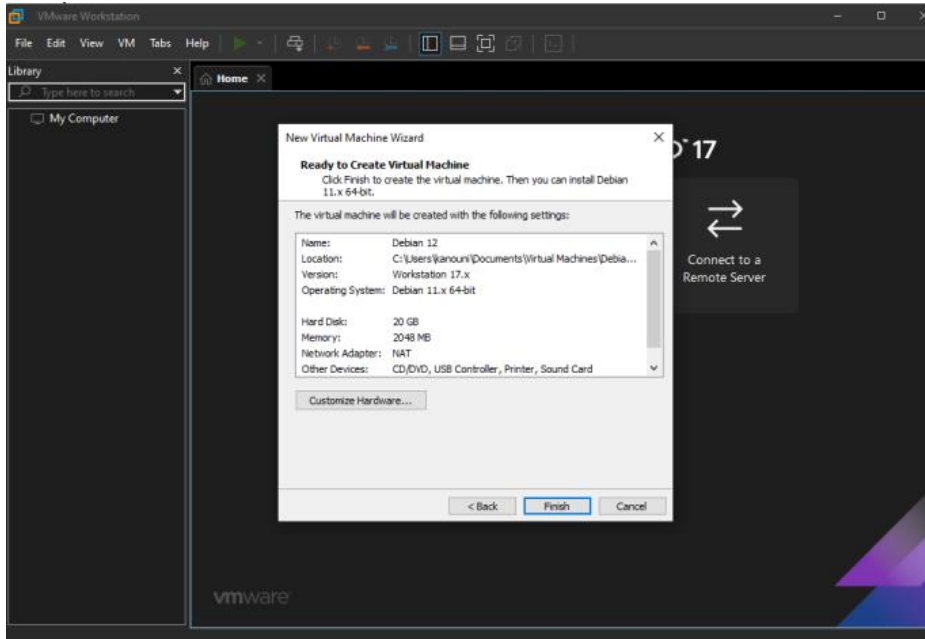 VMware Workstation
File Edit View VM Tabs Help
Library
Home
Type here to search
My Computer
17
New Virtual Machine Wizard
Ready to Create Virtual Machine
Click Finish to create the virtual machine. Then you can install Debian
11.x 64-bit.
The virtual machine will be created with the following settings:
Name: Debian 12
Location: C:\Users\kanouni\Documents\Virtual Machines\Debia...
Version: Workstation 17.x
Operating System: Debian 11.x 64-bit
Hard Disk: 20 GB
Memory: 2048 MB
Network Adapter: NAT
Other Devices: CD/DVD, USB Controller, Printer, Sound Card
Customize Hardware...
< Back Finish Cancel
Connect to a
Remote Server
vmware